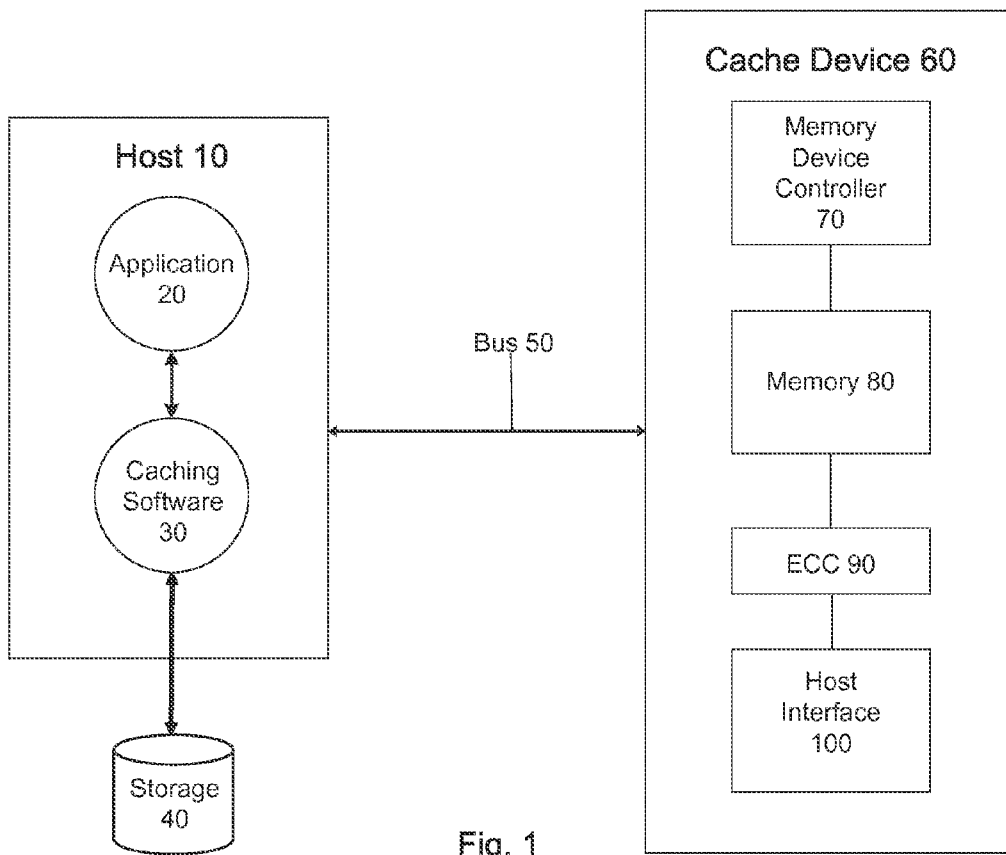 Host 10
Application
20
Caching
Software
30
Storage
40
Bus 50
Cache Device 60
Memory
Device
Controller
70
Memory 80
ECC 90
Host
Interface
100
Fig. 1